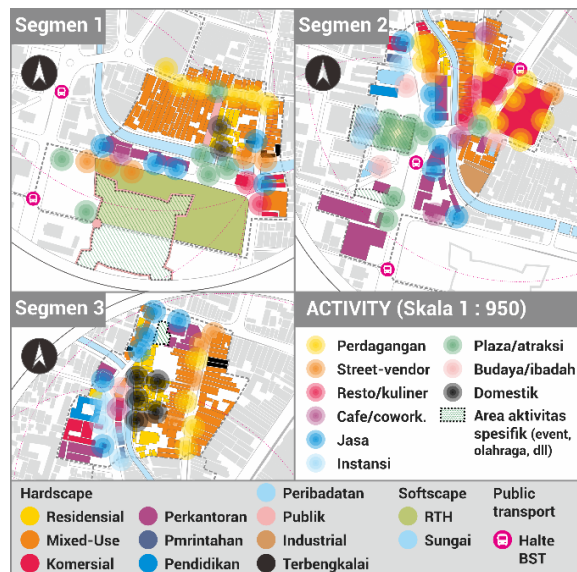 Segmen 1
Segmen 2
Segmen 3
ACTIVITY (Skala 1 : 950)
Perdagangan
Street-vendor
Resto/kuliner
Cafe/cowork.
Jasa
Instansi
Plaza/atraksi
Budaya/ibadah
Domestik
Area aktivitas
spesifik (event,
olahraga, dll)
Hardscape
Residensial
Mixed-Use
Komersial
Perkantoran
Pmrintahan
Pendidikan
Peribadatan
Publik
Industrial
Terbengkalai
Softscape
RTH
Sungai
Public
transport
Halte
BST